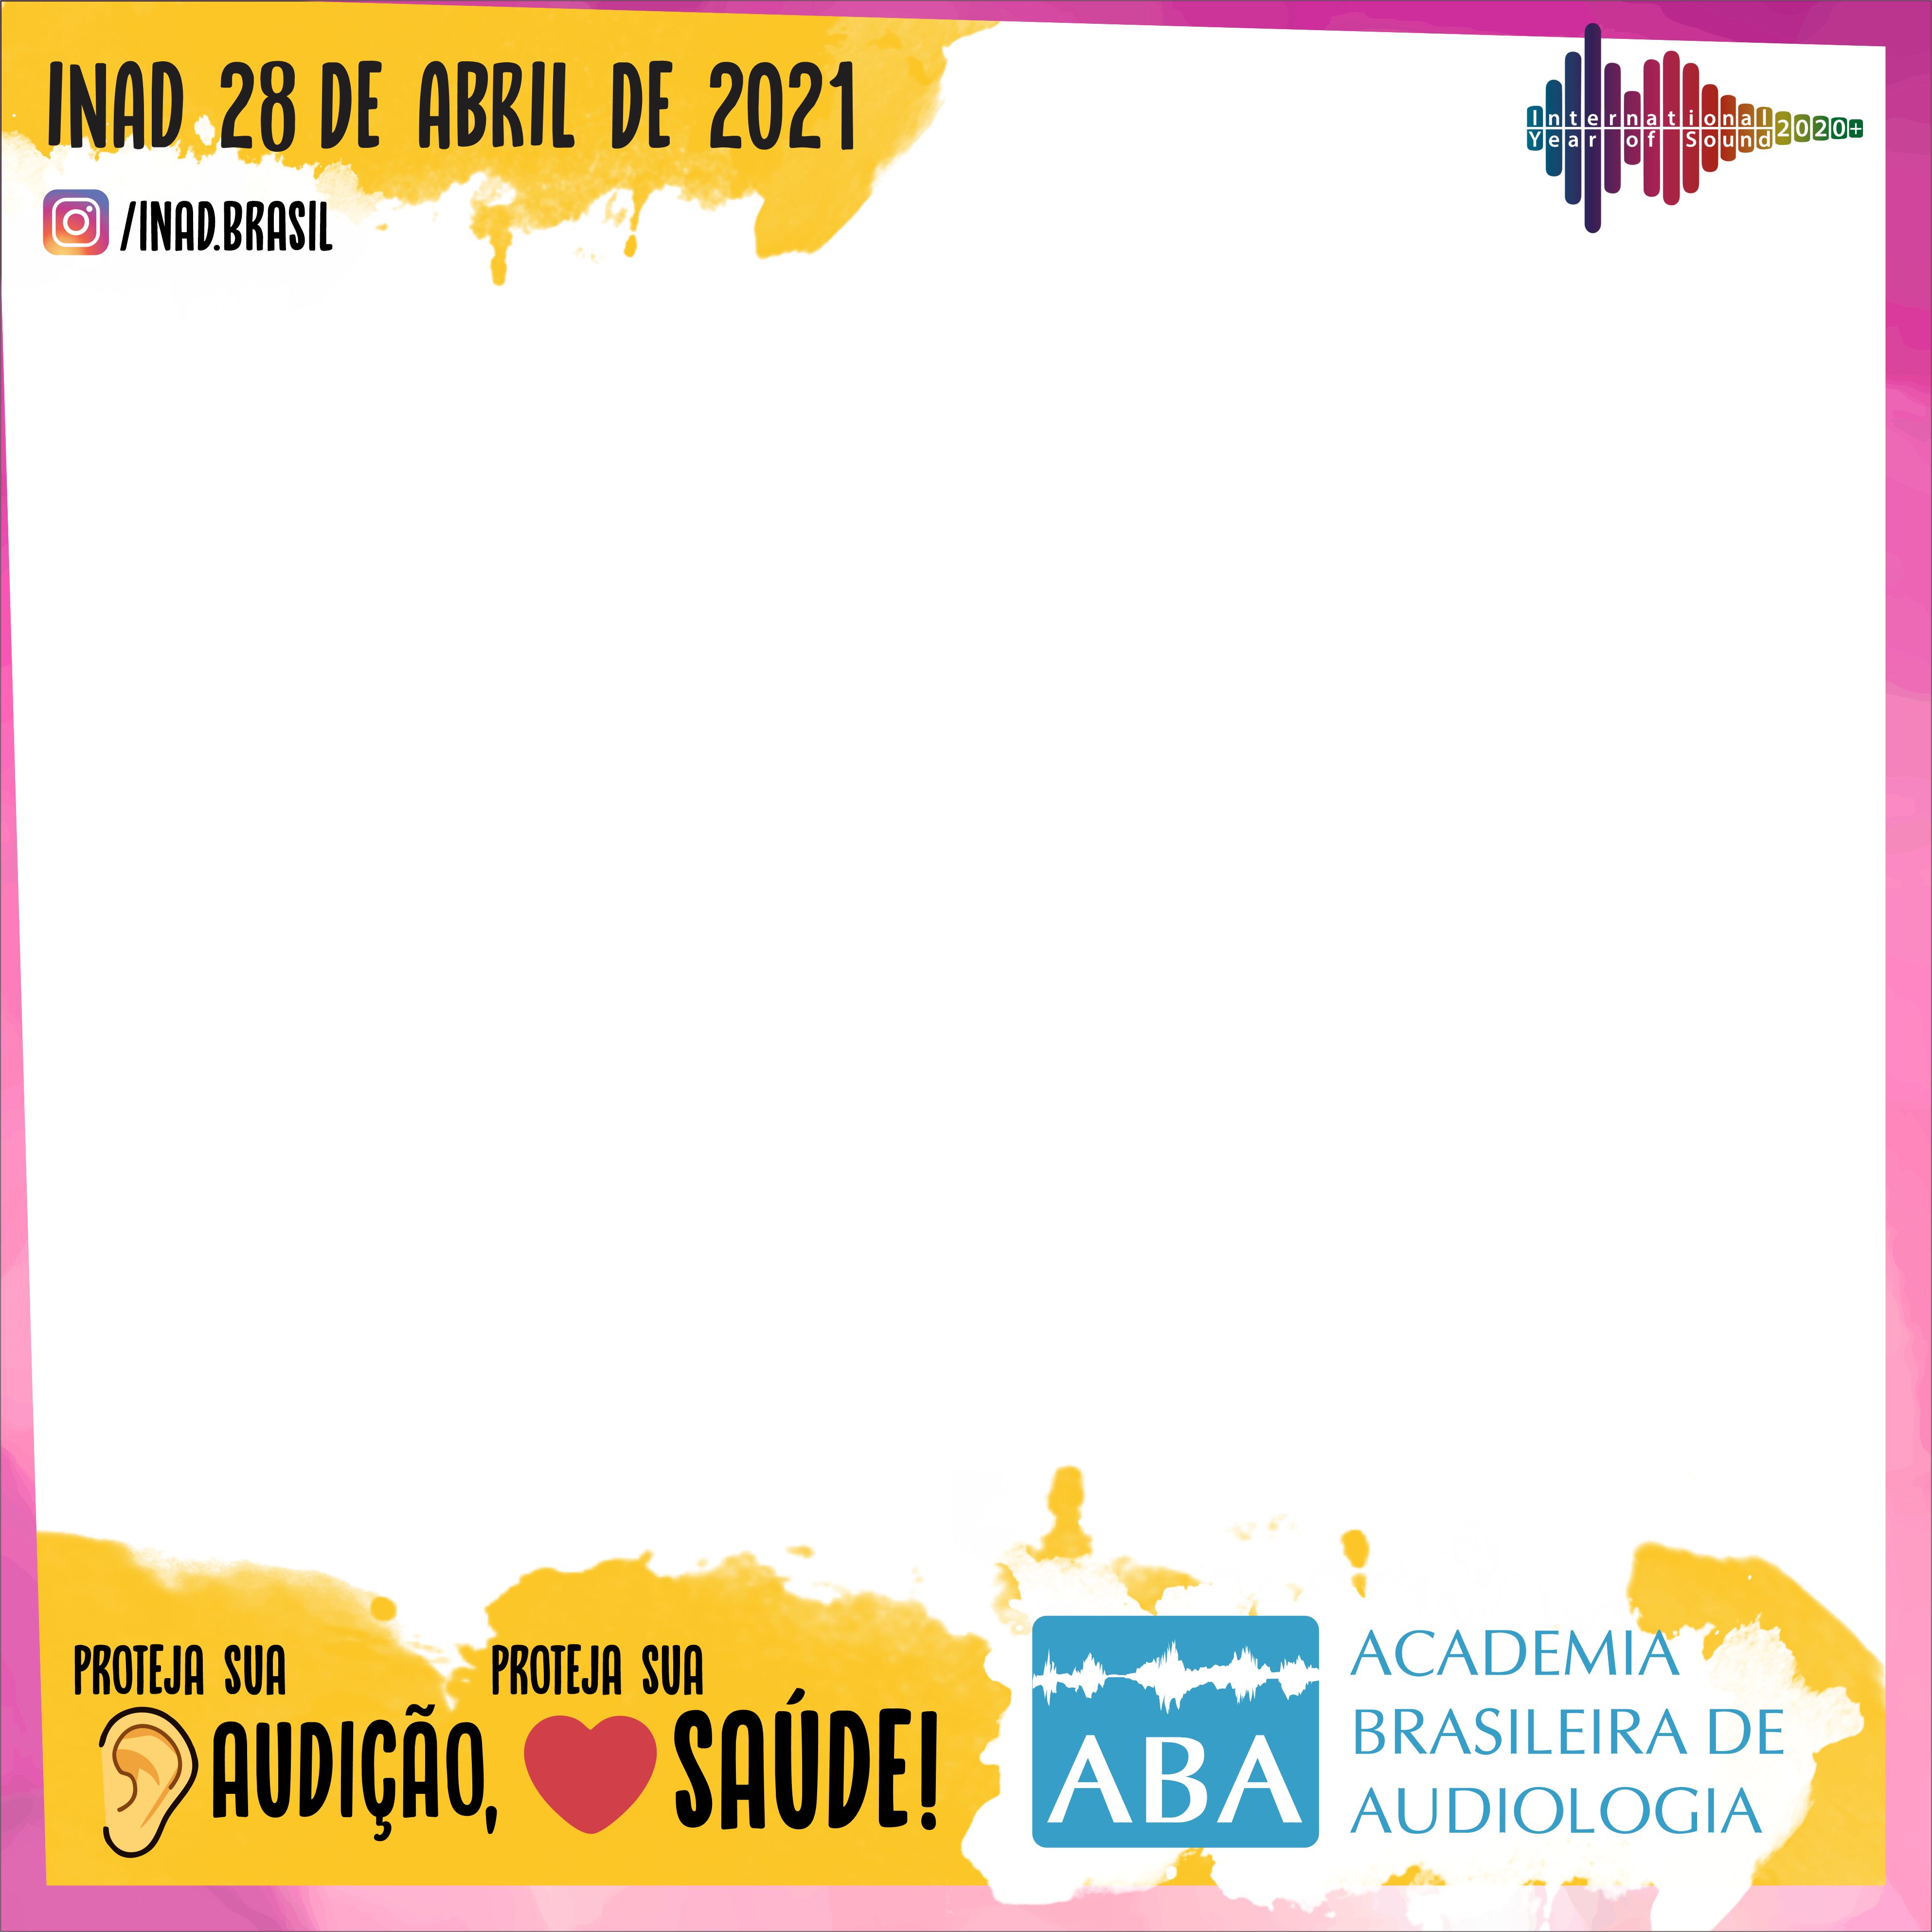 INAD 28 DE ABRIL DE 2021
/INAD.BRASIL
International
Year of Sound 2020+
PROTEJA SUA
AUDIÇÃO,
PROTEJA SUA
SAÚDE!
ABA
ACADEMIA
BRASILEIRA DE
AUDIOLOGIA